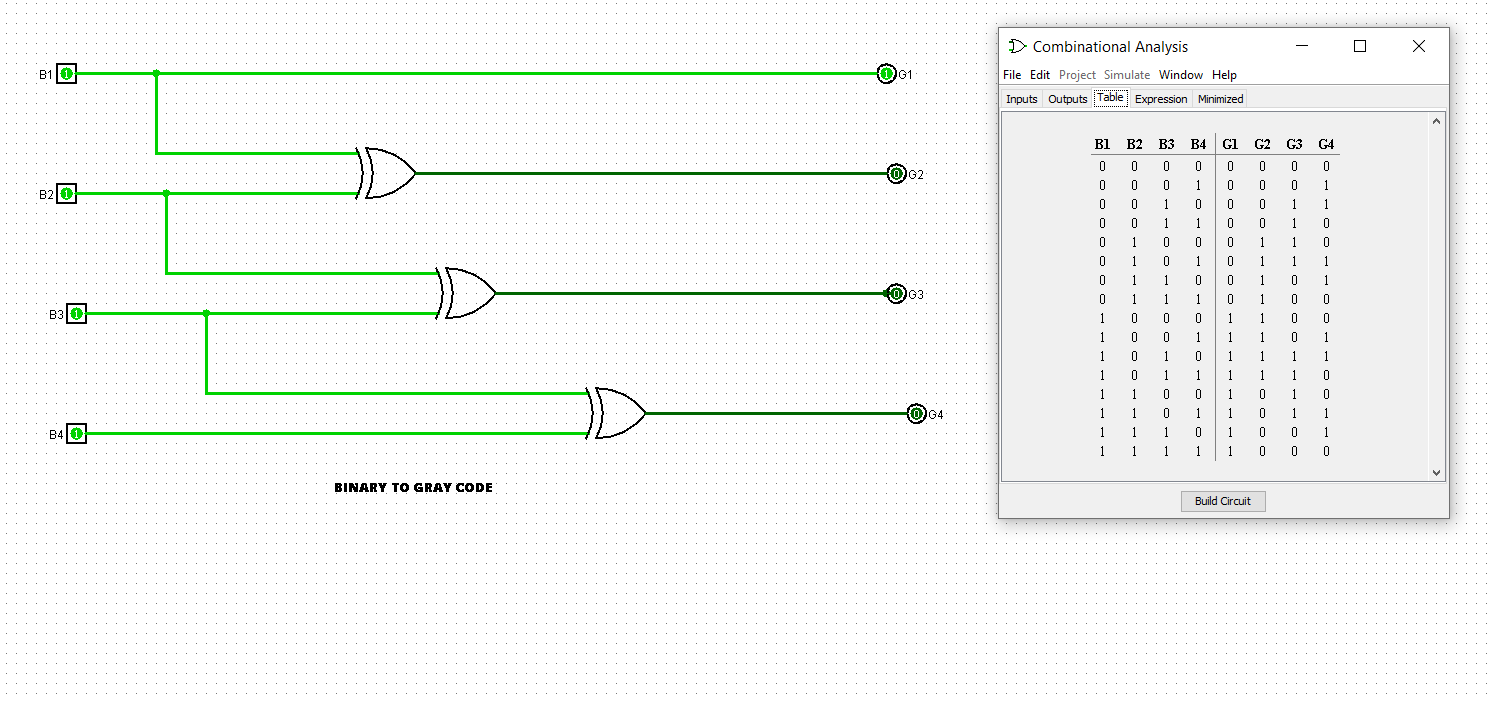 B1 1 1 G1
B2 1 0 G2
B3 1 0 G3
B4 1 0 G4
BINARY TO GRAY CODE
Combinational Analysis
File Edit Project Simulate Window Help
Inputs Outputs Table Expression Minimized
B1 B2 B3 B4 G1 G2 G3 G4
0 0 0 0 0 0 0 0
0 0 0 1 0 0 0 1
0 0 1 0 0 0 1 1
0 0 1 1 0 0 1 0
0 1 0 0 0 1 1 0
0 1 0 1 0 1 1 1
0 1 1 0 0 1 0 1
0 1 1 1 0 1 0 0
1 0 0 0 1 1 0 0
1 0 0 1 1 1 0 1
1 0 1 0 1 1 1 1
1 0 1 1 1 1 1 0
1 1 0 0 1 0 1 0
1 1 0 1 1 0 1 1
1 1 1 0 1 0 0 1
1 1 1 1 1 0 0 0
Build Circuit